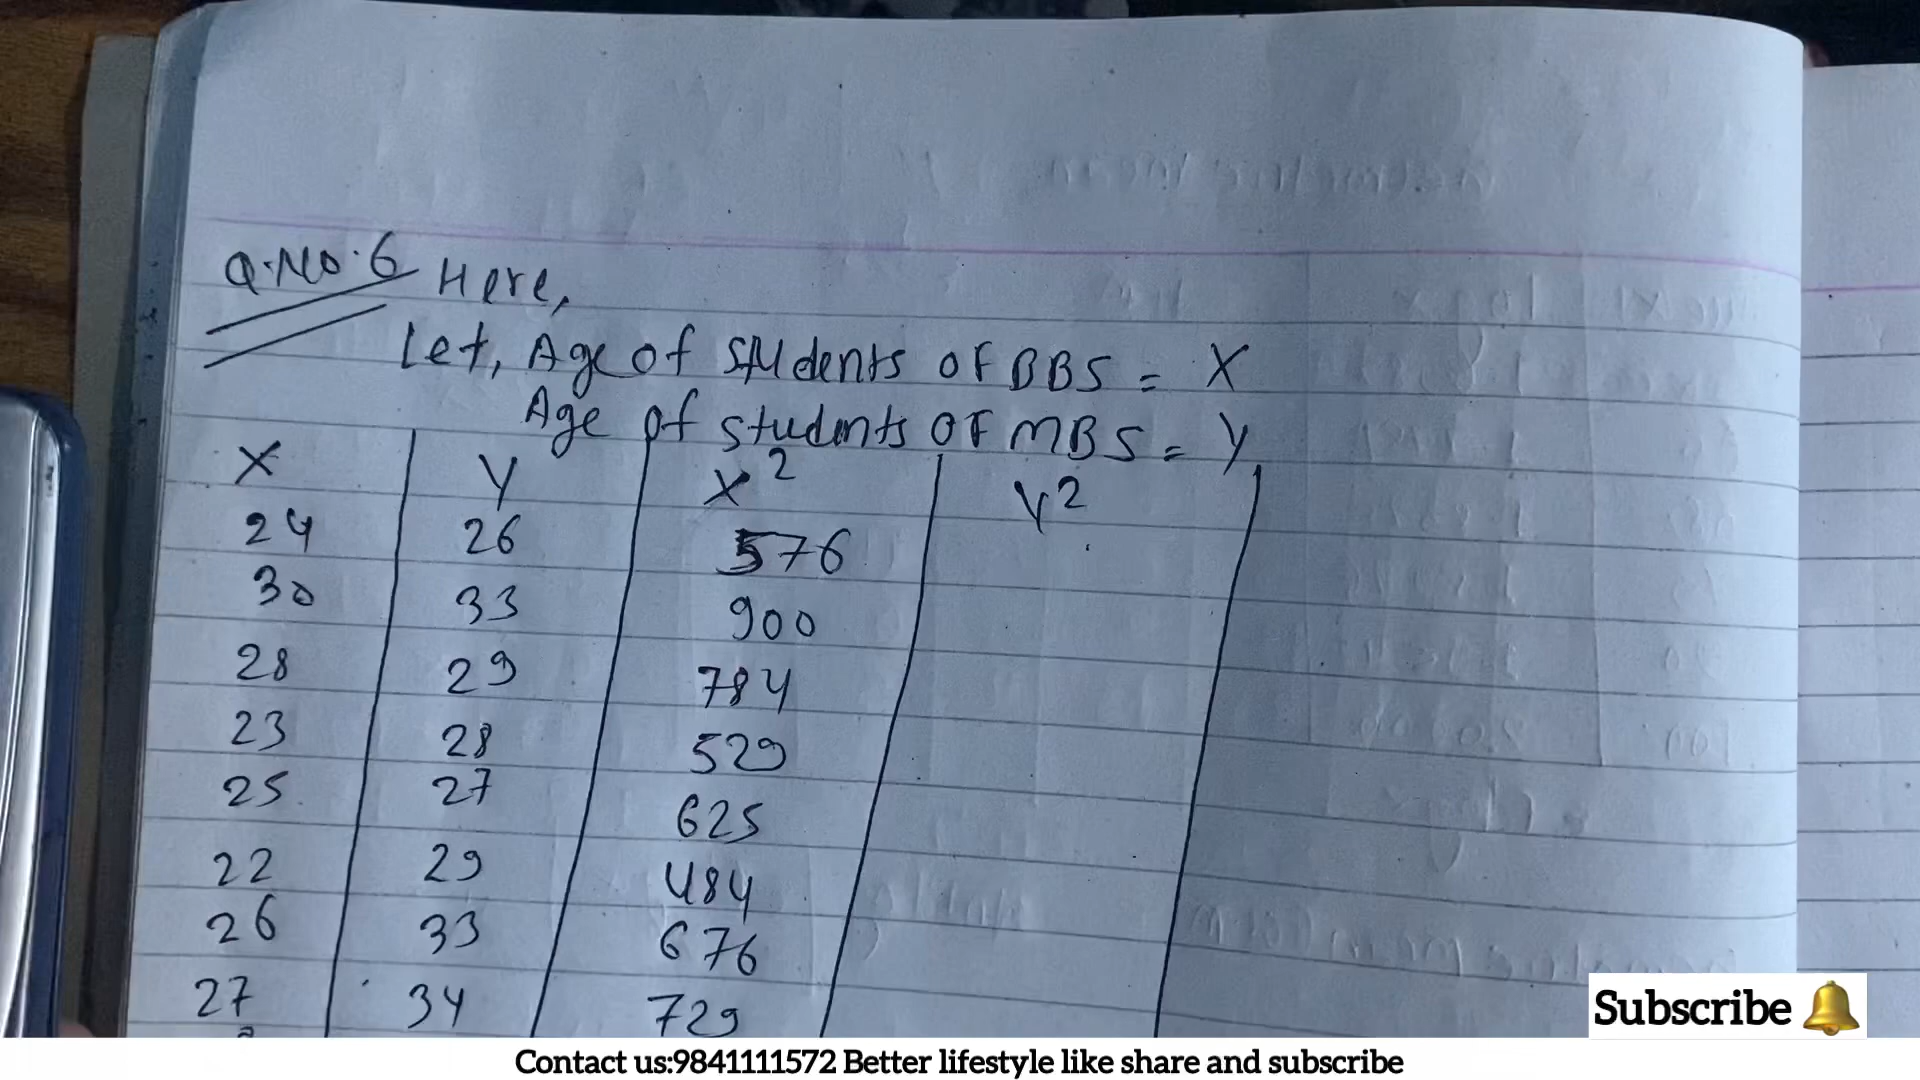 Q.No.6 Here,
Let, Age of students of BBS = X
Age of students of MBS = Y
X Y X² Y²
24 26 576
30 33 900
28 29 784
23 28 529
25 27 625
22 29 484
26 33 676
27 34 729
Subscribe
Contact us:9841111572 Better lifestyle like share and subscribe